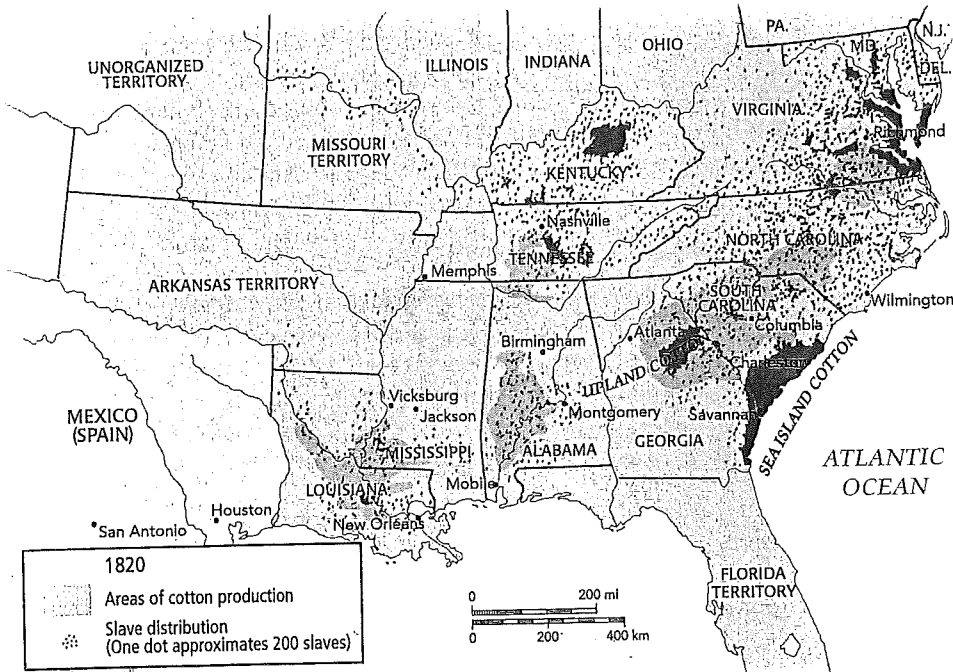 PA.
N.J.
OHIO
MD.
UNORGANIZED
TERRITORY
ILLINOIS
INDIANA
DEL.
VIRGINIA
Richmond
MISSOURI
TERRITORY
KENTUCKY
Nashville
TENNESSEE
NORTH CAROLINA
Memphis
ARKANSAS TERRITORY
SOUTH
CAROLINA
Wilmington
Atlanta
Columbia
Birmingham
UPLAND COTTON
Charleston
Vicksburg
Jackson
Montgomery
Savannah
SEA ISLAND COTTON
MEXICO
(SPAIN)
GEORGIA
MISSISSIPPI
ALABAMA
ATLANTIC
OCEAN
LOUISIANA
Mobile
Houston
San Antonio
New Orleans
1820
Areas of cotton production
Slave distribution
(One dot approximates 200 slaves)
0 200 mi
0 200 400 km
FLORIDA
TERRITORY